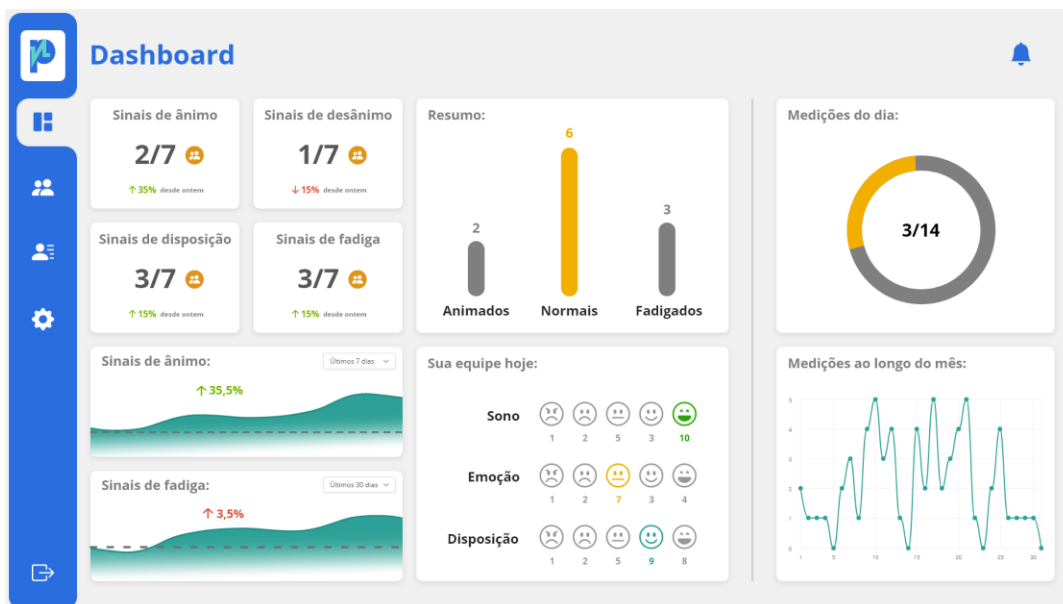 Dashboard
Sinais de ânimo
2/7
↑ 35% desde ontem
Sinais de desânimo
1/7
↓ 15% desde ontem
Sinais de disposição
3/7
↑ 15% desde ontem
Sinais de fadiga
3/7
↑ 15% desde ontem
Sinais de ânimo:
Últimos 7 dias
↑ 35,5%
Sinais de fadiga:
Últimos 30 dias
↑ 3,5%
Resumo:
2
6
3
Animados Normais Fadigados
Sua equipe hoje:
Sono
1 2 5 3 10
Emoção
1 2 7 3 4
Disposição
1 2 5 9 8
Medições do dia:
3/14
Medições ao longo do mês:
5
4
3
2
1
0
1 5 10 15 20 25 30